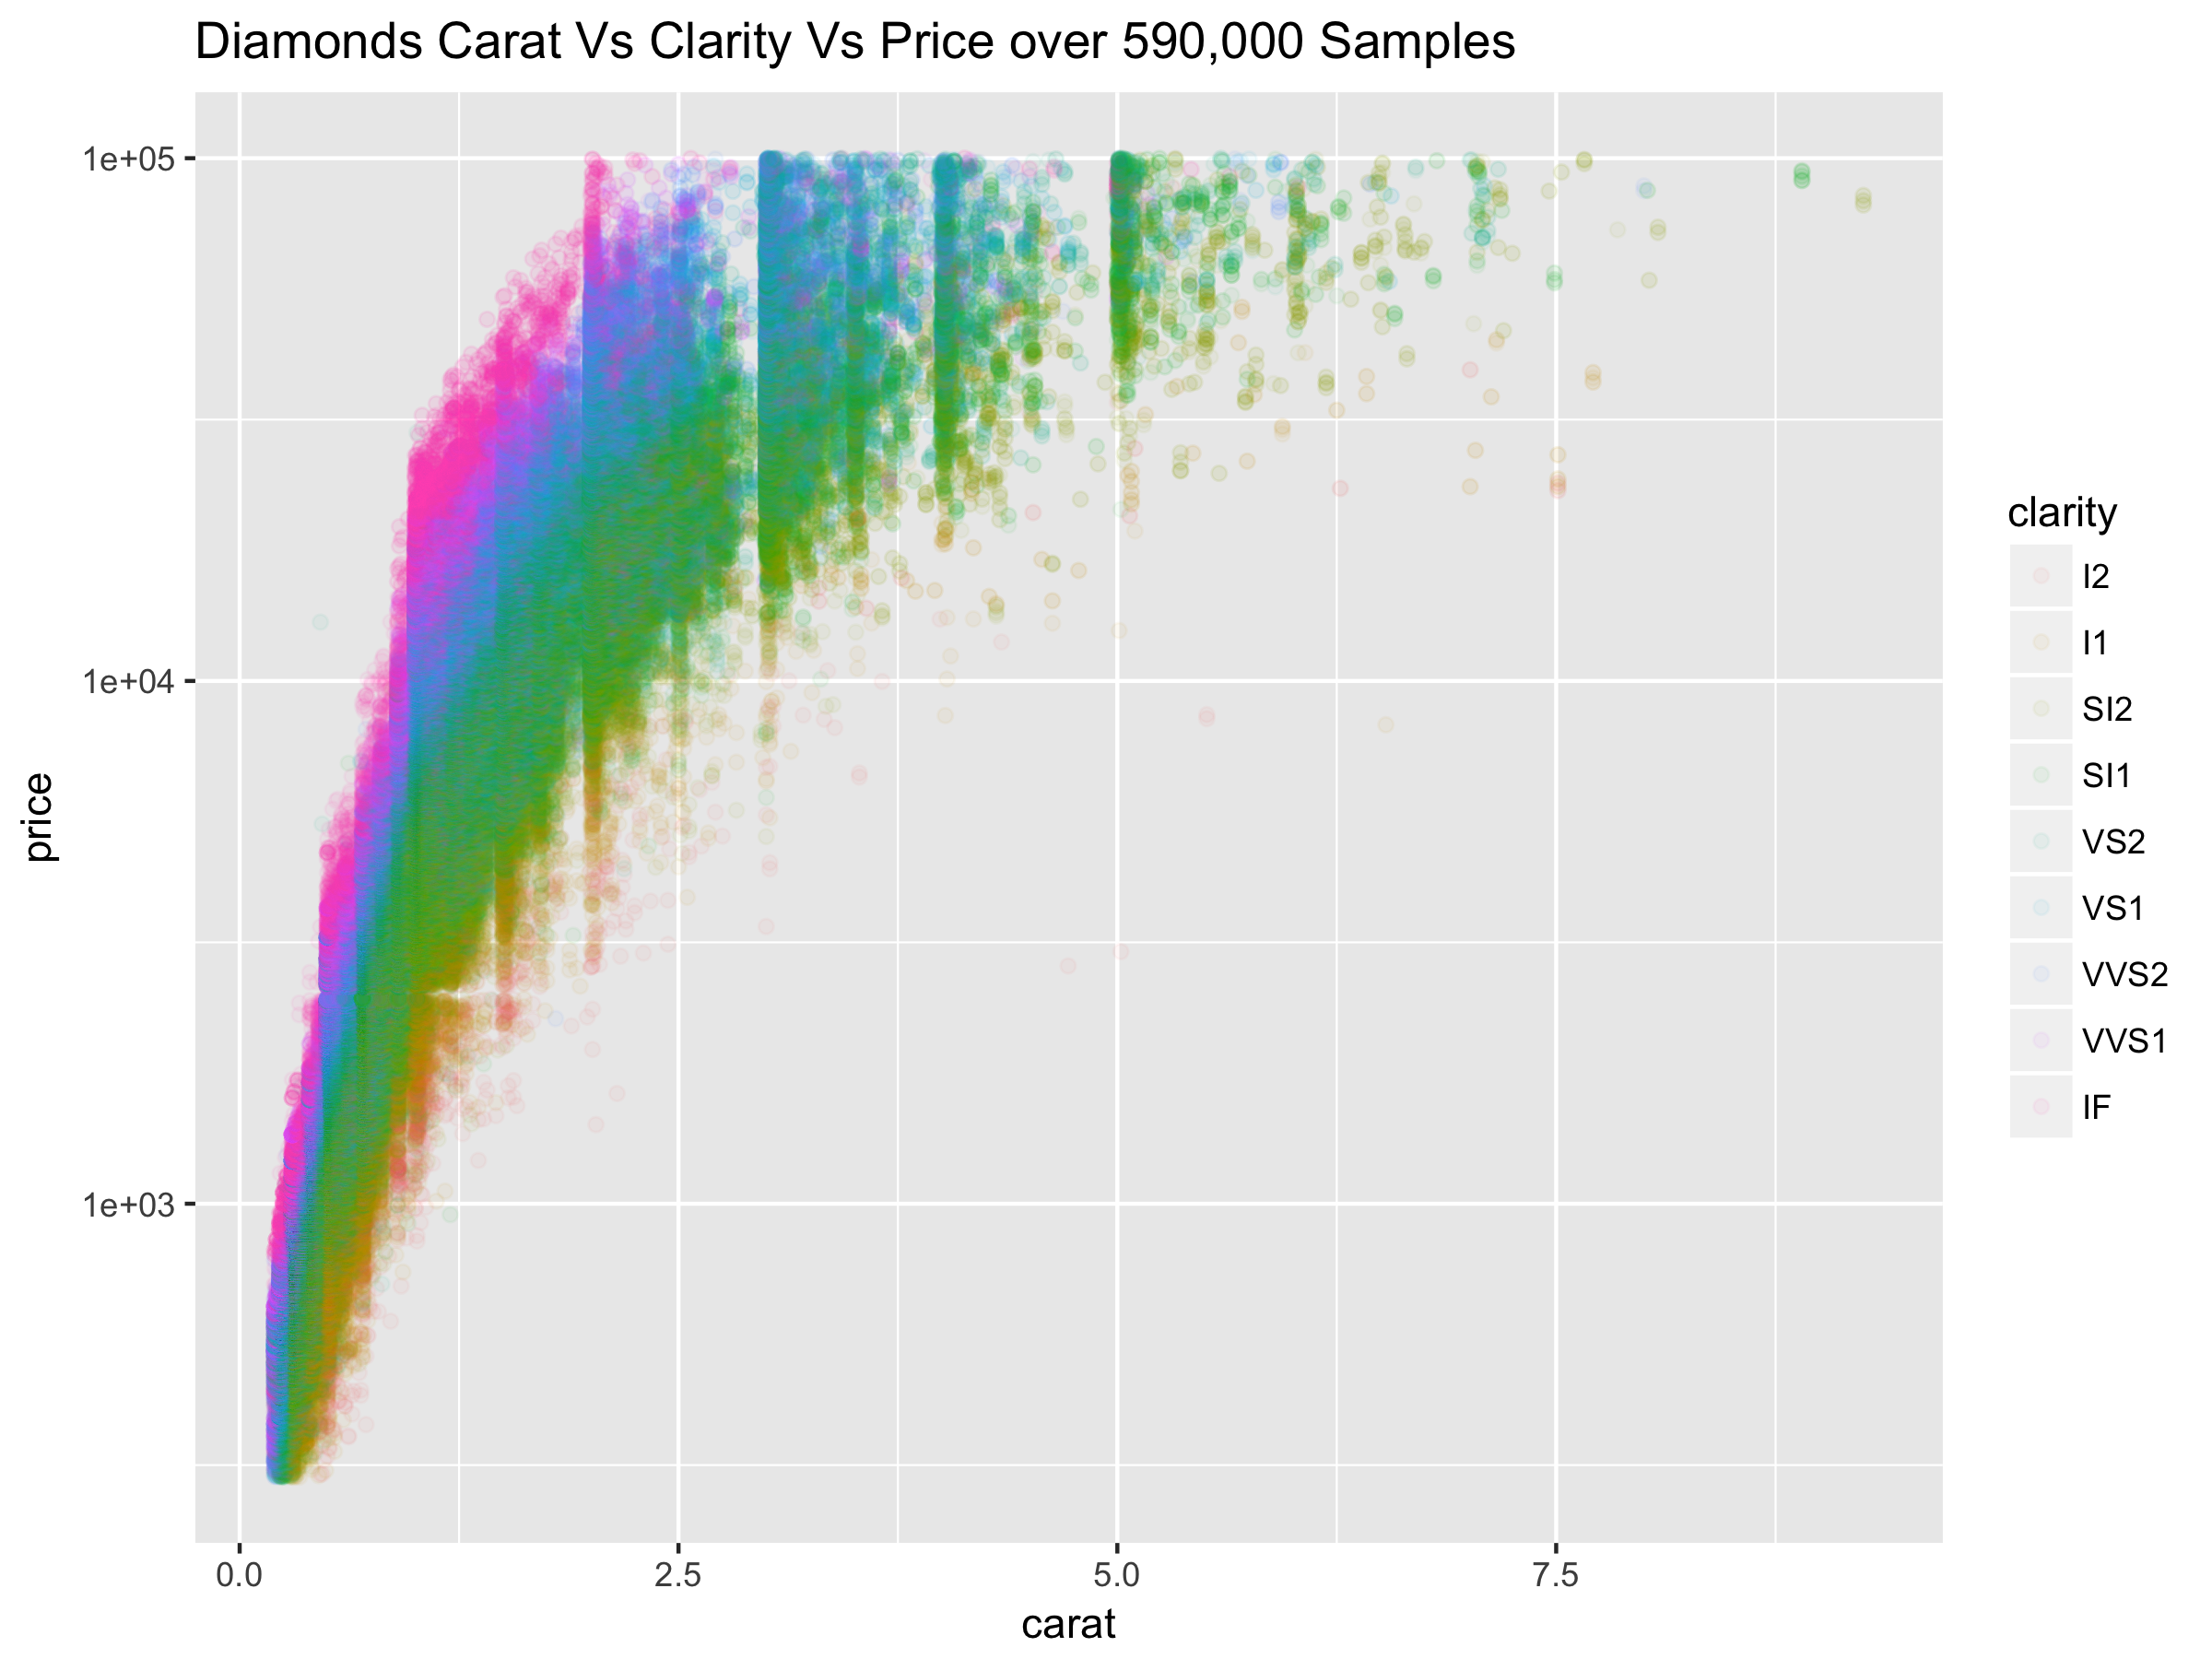 Diamonds Carat Vs Clarity Vs Price over 590,000 Samples
1e+05
1e+04
1e+03
price
0.0 2.5 5.0 7.5
carat
clarity
I2
I1
SI2
SI1
VS2
VS1
VVS2
VVS1
IF